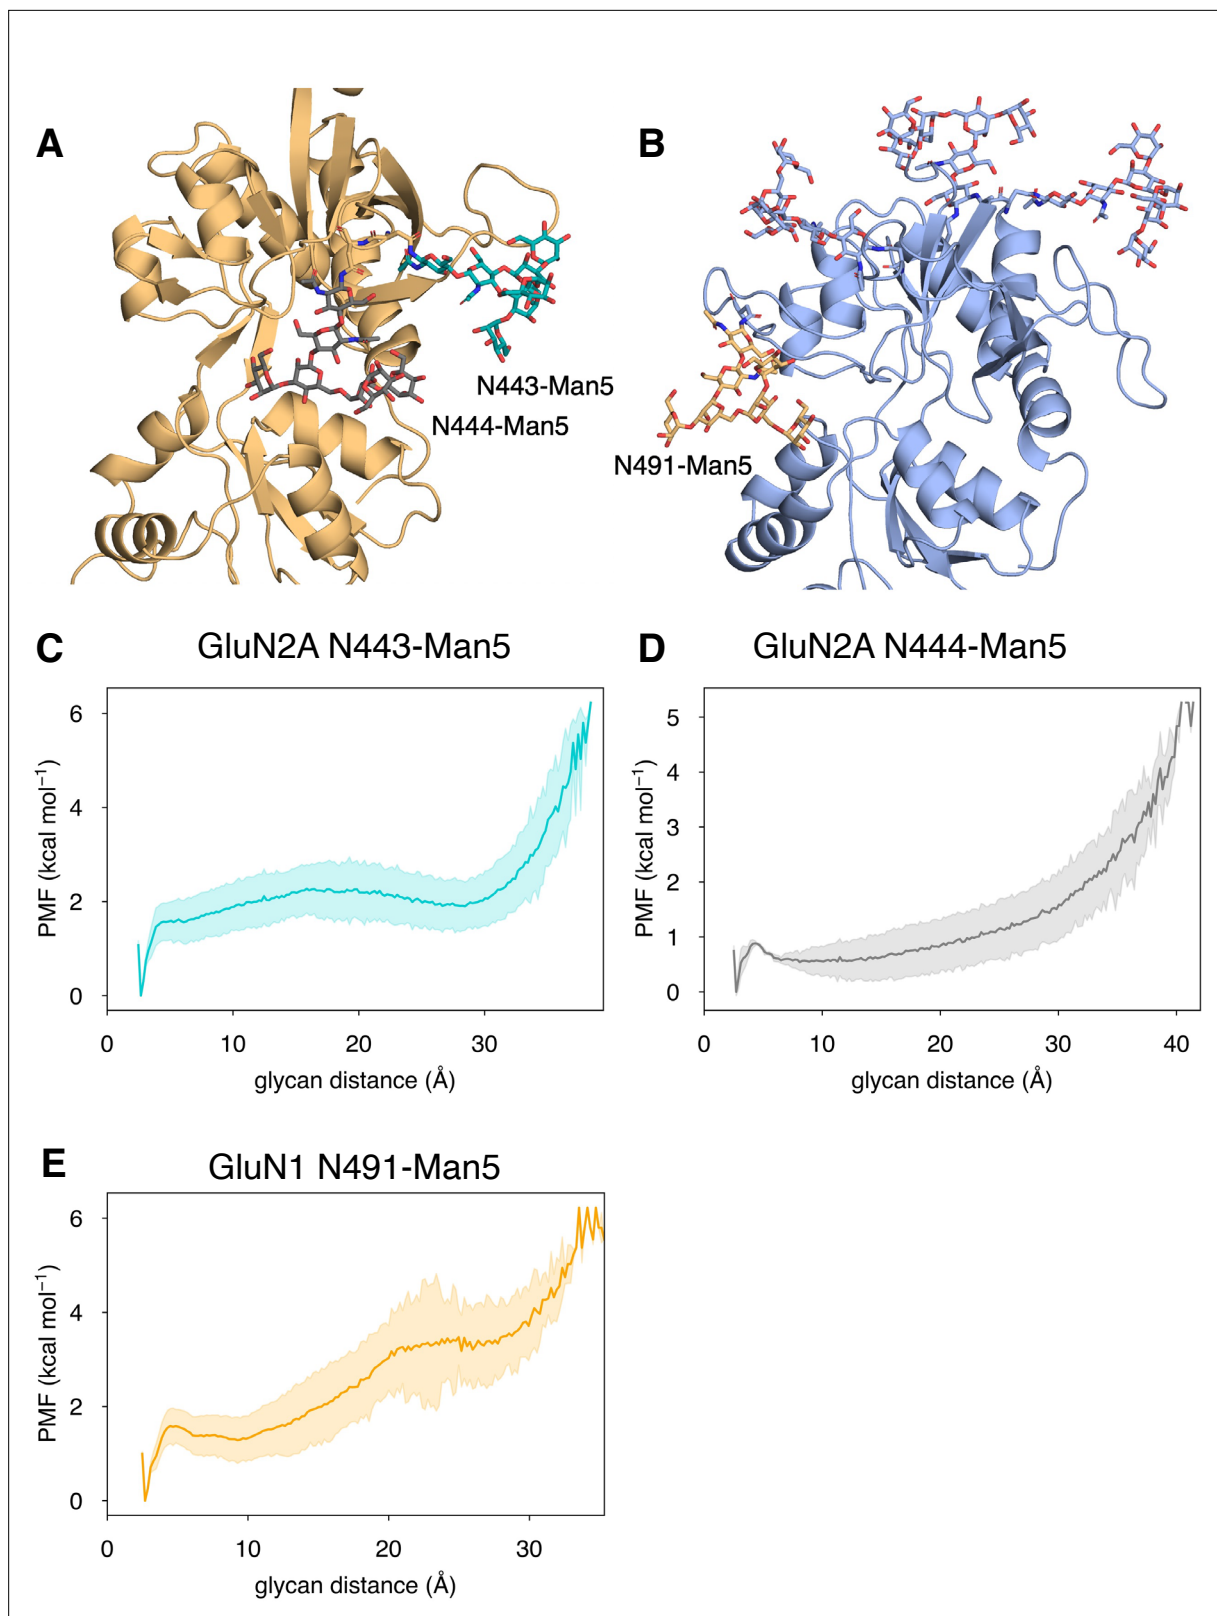 A
B
N443-Man5
N444-Man5
N491-Man5
C
GluN2A N443-Man5
D
GluN2A N444-Man5
PMF (kcal mol⁻¹)
6
4
2
0
0 10 20 30
glycan distance (Å)
PMF (kcal mol⁻¹)
5
4
3
2
1
0
0 10 20 30 40
glycan distance (Å)
E
GluN1 N491-Man5
PMF (kcal mol⁻¹)
6
4
2
0
0 10 20 30
glycan distance (Å)